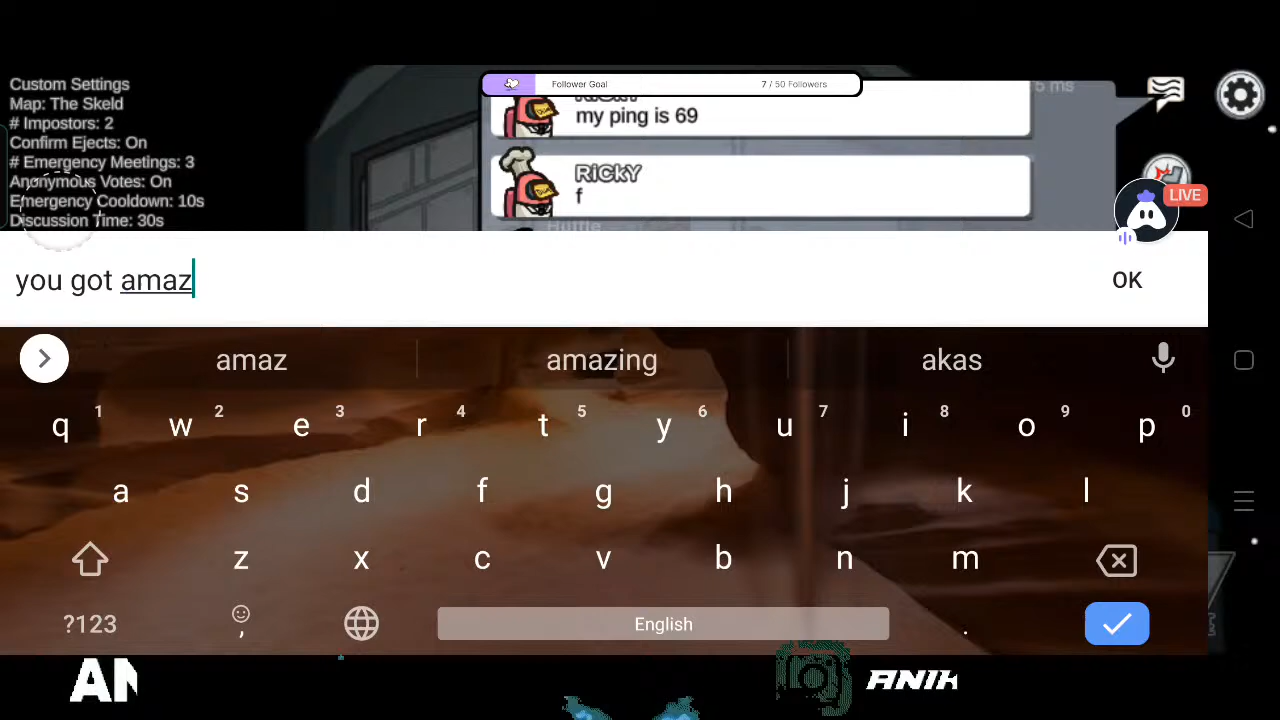 Custom Settings
Map: The Skeld
# Impostors: 2
Confirm Ejects: On
# Emergency Meetings: 3
Anonymous Votes: On
Emergency Cooldown: 10s
Discussion Time: 30s
Follower Goal 7 / 50 Followers
ms
my ping is 69
RiCKY
f
LIVE
you got amaz
OK
amaz amazing akas
q 1 w 2 e 3 r 4 t 5 y 6 u 7 i 8 o 9 p 0
a s d f g h j k l
z x c v b n m
?123 , English .